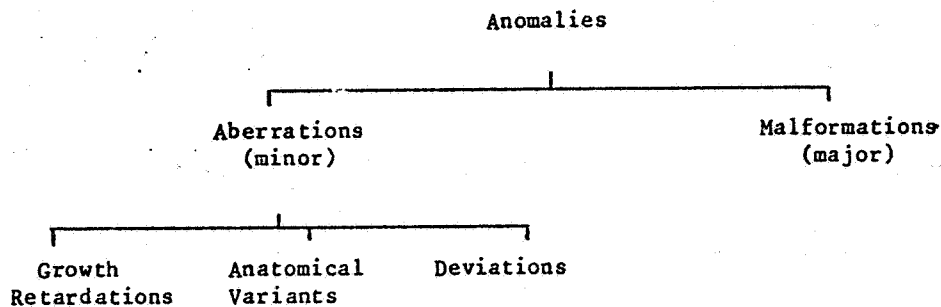 Anomalies
Aberrations
(minor)
Malformations
(major)
Growth
Retardations
Anatomical
Variants
Deviations